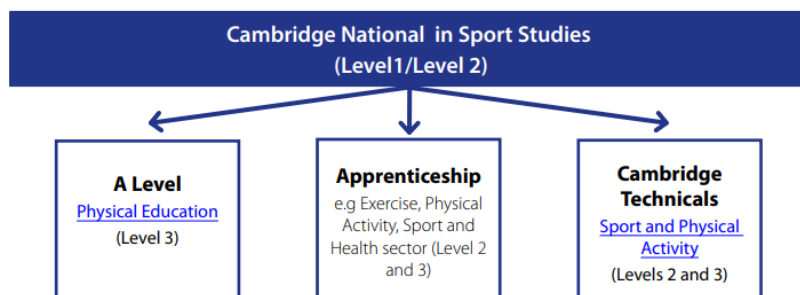 Cambridge National in Sport Studies
(Level1/Level 2)
A Level
Physical Education
(Level 3)
Apprenticeship
e.g Exercise, Physical
Activity, Sport and
Health sector (Level 2
and 3)
Cambridge
Technicals
Sport and Physical
Activity
(Levels 2 and 3)